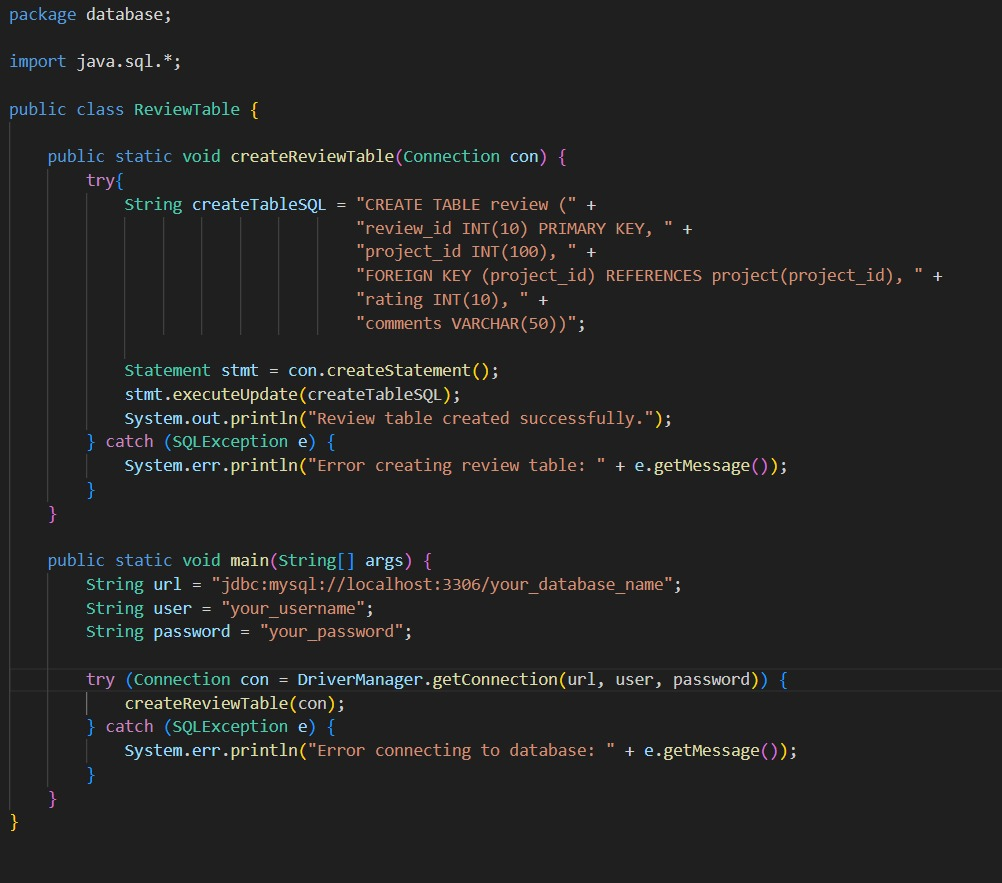 package database;
import java.sql.*;
public class ReviewTable {
public static void createReviewTable(Connection con) {
try{
String createTableSQL = "CREATE TABLE review (" +
"review_id INT(10) PRIMARY KEY, " +
"project_id INT(100), " +
"FOREIGN KEY (project_id) REFERENCES project(project_id), " +
"rating INT(10), " +
"comments VARCHAR(50))";
Statement stmt = con.createStatement();
stmt.executeUpdate(createTableSQL);
System.out.println("Review table created successfully.");
} catch (SQLException e) {
System.err.println("Error creating review table: " + e.getMessage());
}
}
public static void main(String[] args) {
String url = "jdbc:mysql://localhost:3306/your_database_name";
String user = "your_username";
String password = "your_password";
try (Connection con = DriverManager.getConnection(url, user, password)) {
createReviewTable(con);
} catch (SQLException e) {
System.err.println("Error connecting to database: " + e.getMessage());
}
}
}